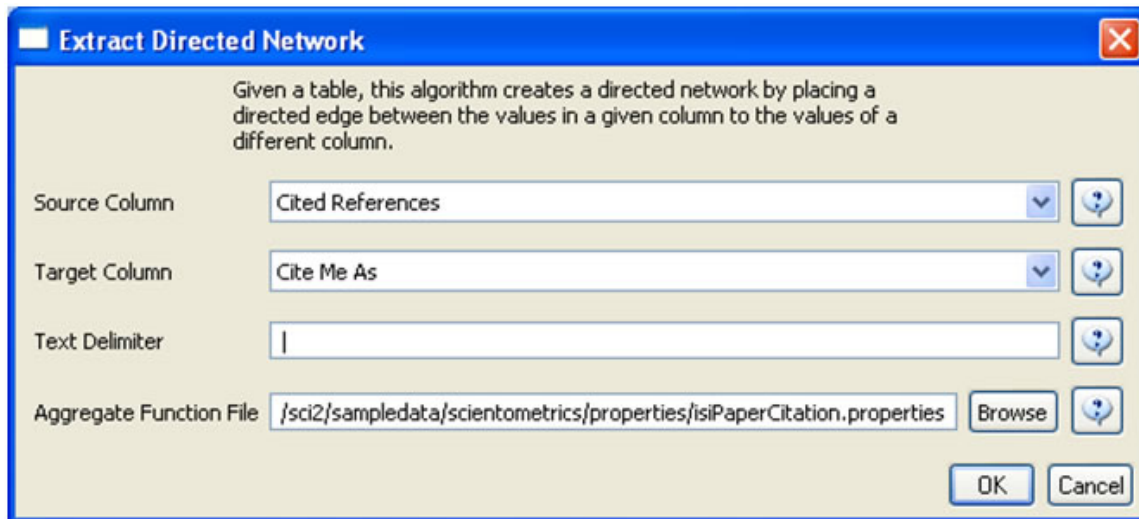 Extract Directed Network
Given a table, this algorithm creates a directed network by placing a
directed edge between the values in a given column to the values of a
different column.
Source Column
Cited References
Target Column
Cite Me As
Text Delimiter
|
Aggregate Function File
/sci2/sampledata/scientometrics/properties/isiPaperCitation.properties
Browse
OK
Cancel